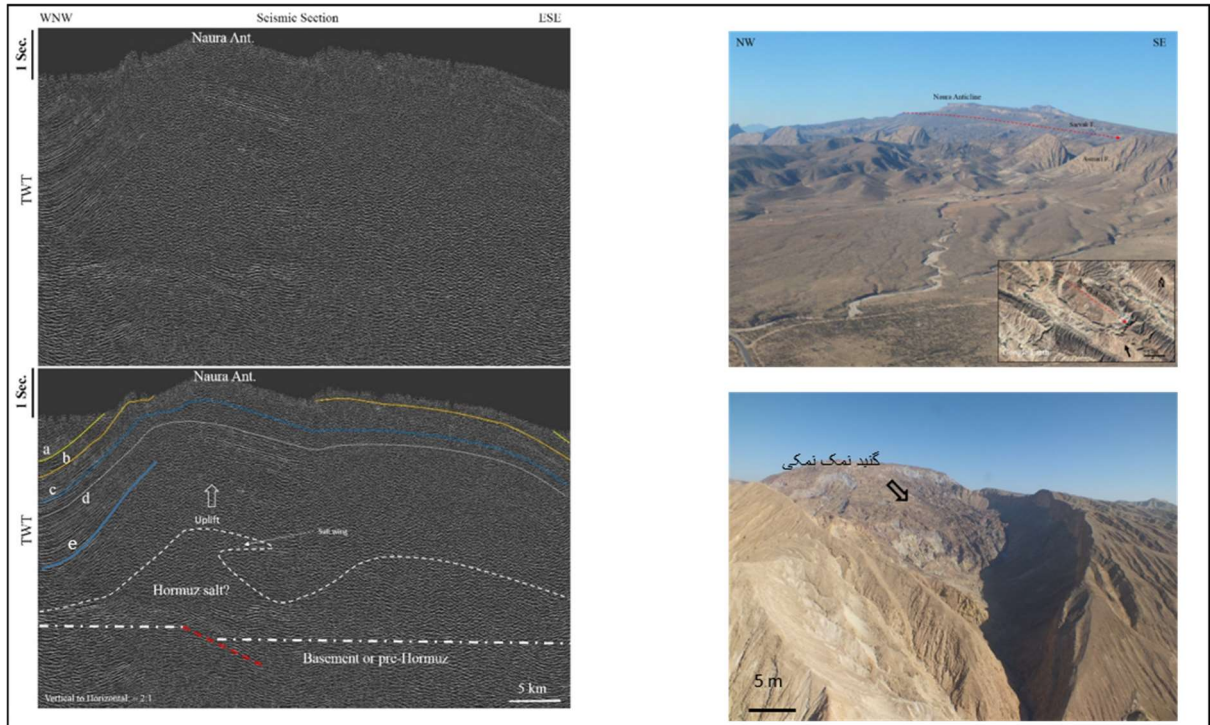 WNW Seismic Section ESE
1 Sec.
Naura Ant.
TWT
1 Sec.
Naura Ant.
a
b
c
d
e
Uplift
Salt wing
Hormuz salt?
TWT
Basement or pre-Hormuz
Vertical to Horizontal: ~ 2:1
5 km
NW SE
Naura Anticline
Sarvak F.
Asmari F.
گنبد نمک نمکی
5 m